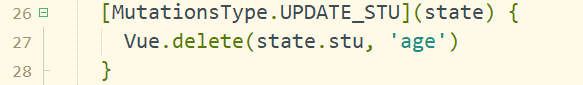 26 [MutationsType.UPDATE_STU](state) {
27 Vue.delete(state.stu, 'age')
28 }